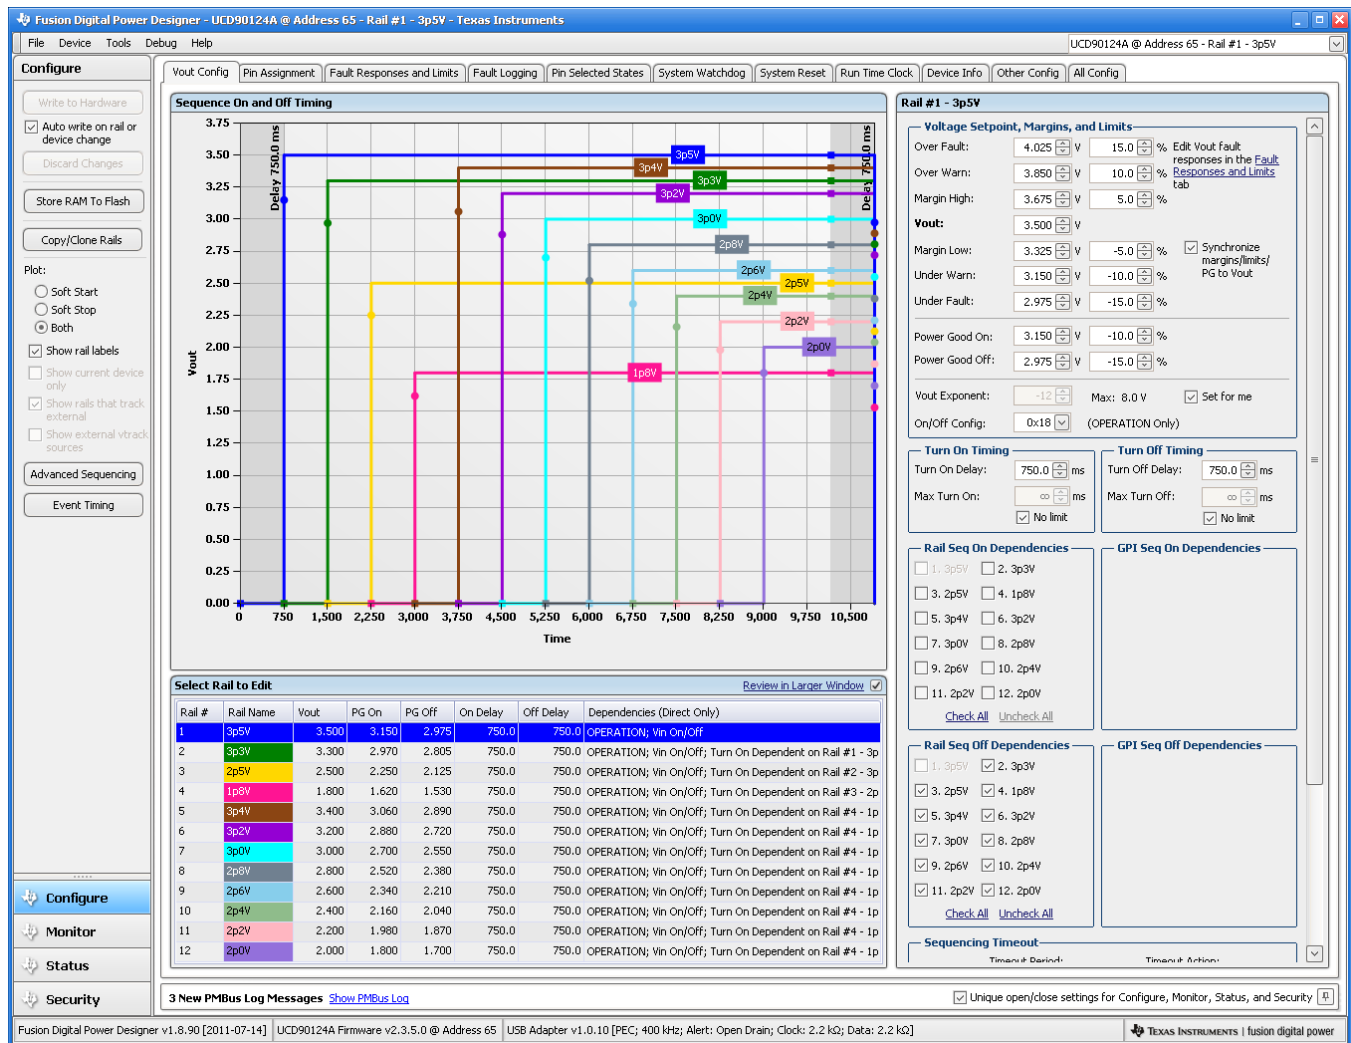 Fusion Digital Power Designer - UCD90124A @ Address 65 - Rail #1 - 3p5V - Texas Instruments
File Device Tools Debug Help
UCD90124A @ Address 65 - Rail #1 - 3p5V
Configure
Write to Hardware
Auto write on rail or
device change
Discard Changes
Store RAM To Flash
Copy/Clone Rails
Plot:
Soft Start
Soft Stop
Both
Show rail labels
Show current device
only
Show rails that track
external
Show external vtrack
sources
Advanced Sequencing
Event Timing
Configure
Monitor
Status
Security
Vout Config Pin Assignment Fault Responses and Limits Fault Logging Pin Selected States System Watchdog System Reset Run Time Clock Device Info Other Config All Config
Sequence On and Off Timing
Vout
3.75
3.50
3.25
3.00
2.75
2.50
2.25
2.00
1.75
1.50
1.25
1.00
0.75
0.50
0.25
0.00
Delay 750.0 ms
Delay 750.0 ms
3p5V
3p4V
3p3V
3p2V
3p0V
2p8V
2p6V
2p5V
2p4V
2p2V
2p0V
1p8V
0 750 1,500 2,250 3,000 3,750 4,500 5,250 6,000 6,750 7,500 8,250 9,000 9,750 10,500
Time
Select Rail to Edit Review in Larger Window
Rail # Rail Name Vout PG On PG Off On Delay Off Delay Dependencies (Direct Only)
1 3p5V 3.500 3.150 2.975 750.0 750.0 OPERATION; Vin On/Off
2 3p3V 3.300 2.970 2.805 750.0 750.0 OPERATION; Vin On/Off; Turn On Dependent on Rail #1 - 3p
3 2p5V 2.500 2.250 2.125 750.0 750.0 OPERATION; Vin On/Off; Turn On Dependent on Rail #2 - 3p
4 1p8V 1.800 1.620 1.530 750.0 750.0 OPERATION; Vin On/Off; Turn On Dependent on Rail #3 - 2p
5 3p4V 3.400 3.060 2.890 750.0 750.0 OPERATION; Vin On/Off; Turn On Dependent on Rail #4 - 1p
6 3p2V 3.200 2.880 2.720 750.0 750.0 OPERATION; Vin On/Off; Turn On Dependent on Rail #4 - 1p
7 3p0V 3.000 2.700 2.550 750.0 750.0 OPERATION; Vin On/Off; Turn On Dependent on Rail #4 - 1p
8 2p8V 2.800 2.520 2.380 750.0 750.0 OPERATION; Vin On/Off; Turn On Dependent on Rail #4 - 1p
9 2p6V 2.600 2.340 2.210 750.0 750.0 OPERATION; Vin On/Off; Turn On Dependent on Rail #4 - 1p
10 2p4V 2.400 2.160 2.040 750.0 750.0 OPERATION; Vin On/Off; Turn On Dependent on Rail #4 - 1p
11 2p2V 2.200 1.980 1.870 750.0 750.0 OPERATION; Vin On/Off; Turn On Dependent on Rail #4 - 1p
12 2p0V 2.000 1.800 1.700 750.0 750.0 OPERATION; Vin On/Off; Turn On Dependent on Rail #4 - 1p
Rail #1 - 3p5V
Voltage Setpoint, Margins, and Limits
Over Fault: 4.025 V 15.0 % Edit Vout fault
responses in the Fault
Over Warn: 3.850 V 10.0 % Responses and Limits
tab
Margin High: 3.675 V 5.0 %
Vout: 3.500 V
Margin Low: 3.325 V -5.0 % Synchronize
margins/limits/
Under Warn: 3.150 V -10.0 % PG to Vout
Under Fault: 2.975 V -15.0 %
Power Good On: 3.150 V -10.0 %
Power Good Off: 2.975 V -15.0 %
Vout Exponent: -12 Max: 8.0 V Set for me
On/Off Config: 0x18 (OPERATION Only)
Turn On Timing Turn Off Timing
Turn On Delay: 750.0 ms Turn Off Delay: 750.0 ms
Max Turn On: ∞ ms Max Turn Off: ∞ ms
No limit No limit
Rail Seq On Dependencies GPI Seq On Dependencies
1. 3p5V 2. 3p3V
3. 2p5V 4. 1p8V
5. 3p4V 6. 3p2V
7. 3p0V 8. 2p8V
9. 2p6V 10. 2p4V
11. 2p2V 12. 2p0V
Check All Uncheck All
Rail Seq Off Dependencies GPI Seq Off Dependencies
1. 3p5V 2. 3p3V
3. 2p5V 4. 1p8V
5. 3p4V 6. 3p2V
7. 3p0V 8. 2p8V
9. 2p6V 10. 2p4V
11. 2p2V 12. 2p0V
Check All Uncheck All
Sequencing Timeout
Timeout Period: Timeout Action:
3 New PMBus Log Messages Show PMBus Log
Unique open/close settings for Configure, Monitor, Status, and Security
Fusion Digital Power Designer v1.8.90 [2011-07-14] UCD90124A Firmware v2.3.5.0 @ Address 65 USB Adapter v1.0.10 [PEC; 400 kHz; Alert: Open Drain; Clock: 2.2 kΩ; Data: 2.2 kΩ] TEXAS INSTRUMENTS | fusion digital power